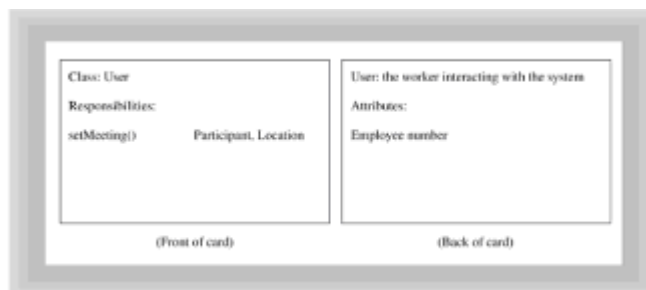 Class: User
Responsibilities:
setMeeting() Participant, Location
(Front of card)
User: the worker interacting with the system
Attributes:
Employee number
(Back of card)